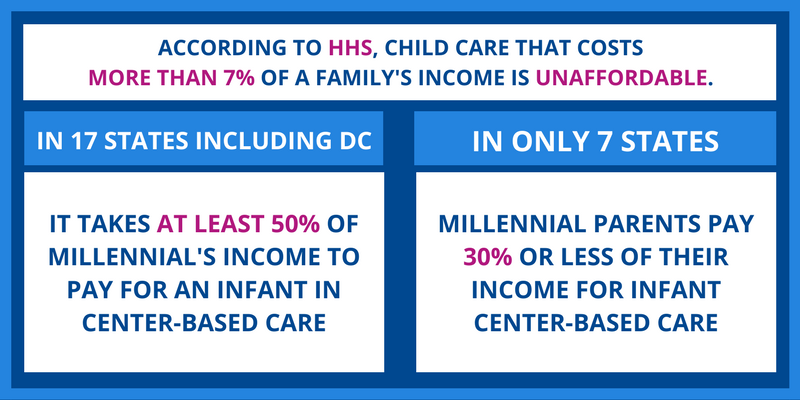 ACCORDING TO HHS, CHILD CARE THAT COSTS
MORE THAN 7% OF A FAMILY'S INCOME IS UNAFFORDABLE.
IN 17 STATES INCLUDING DC
IT TAKES AT LEAST 50% OF
MILLENNIAL'S INCOME TO
PAY FOR AN INFANT IN
CENTER-BASED CARE
IN ONLY 7 STATES
MILLENNIAL PARENTS PAY
30% OR LESS OF THEIR
INCOME FOR INFANT
CENTER-BASED CARE